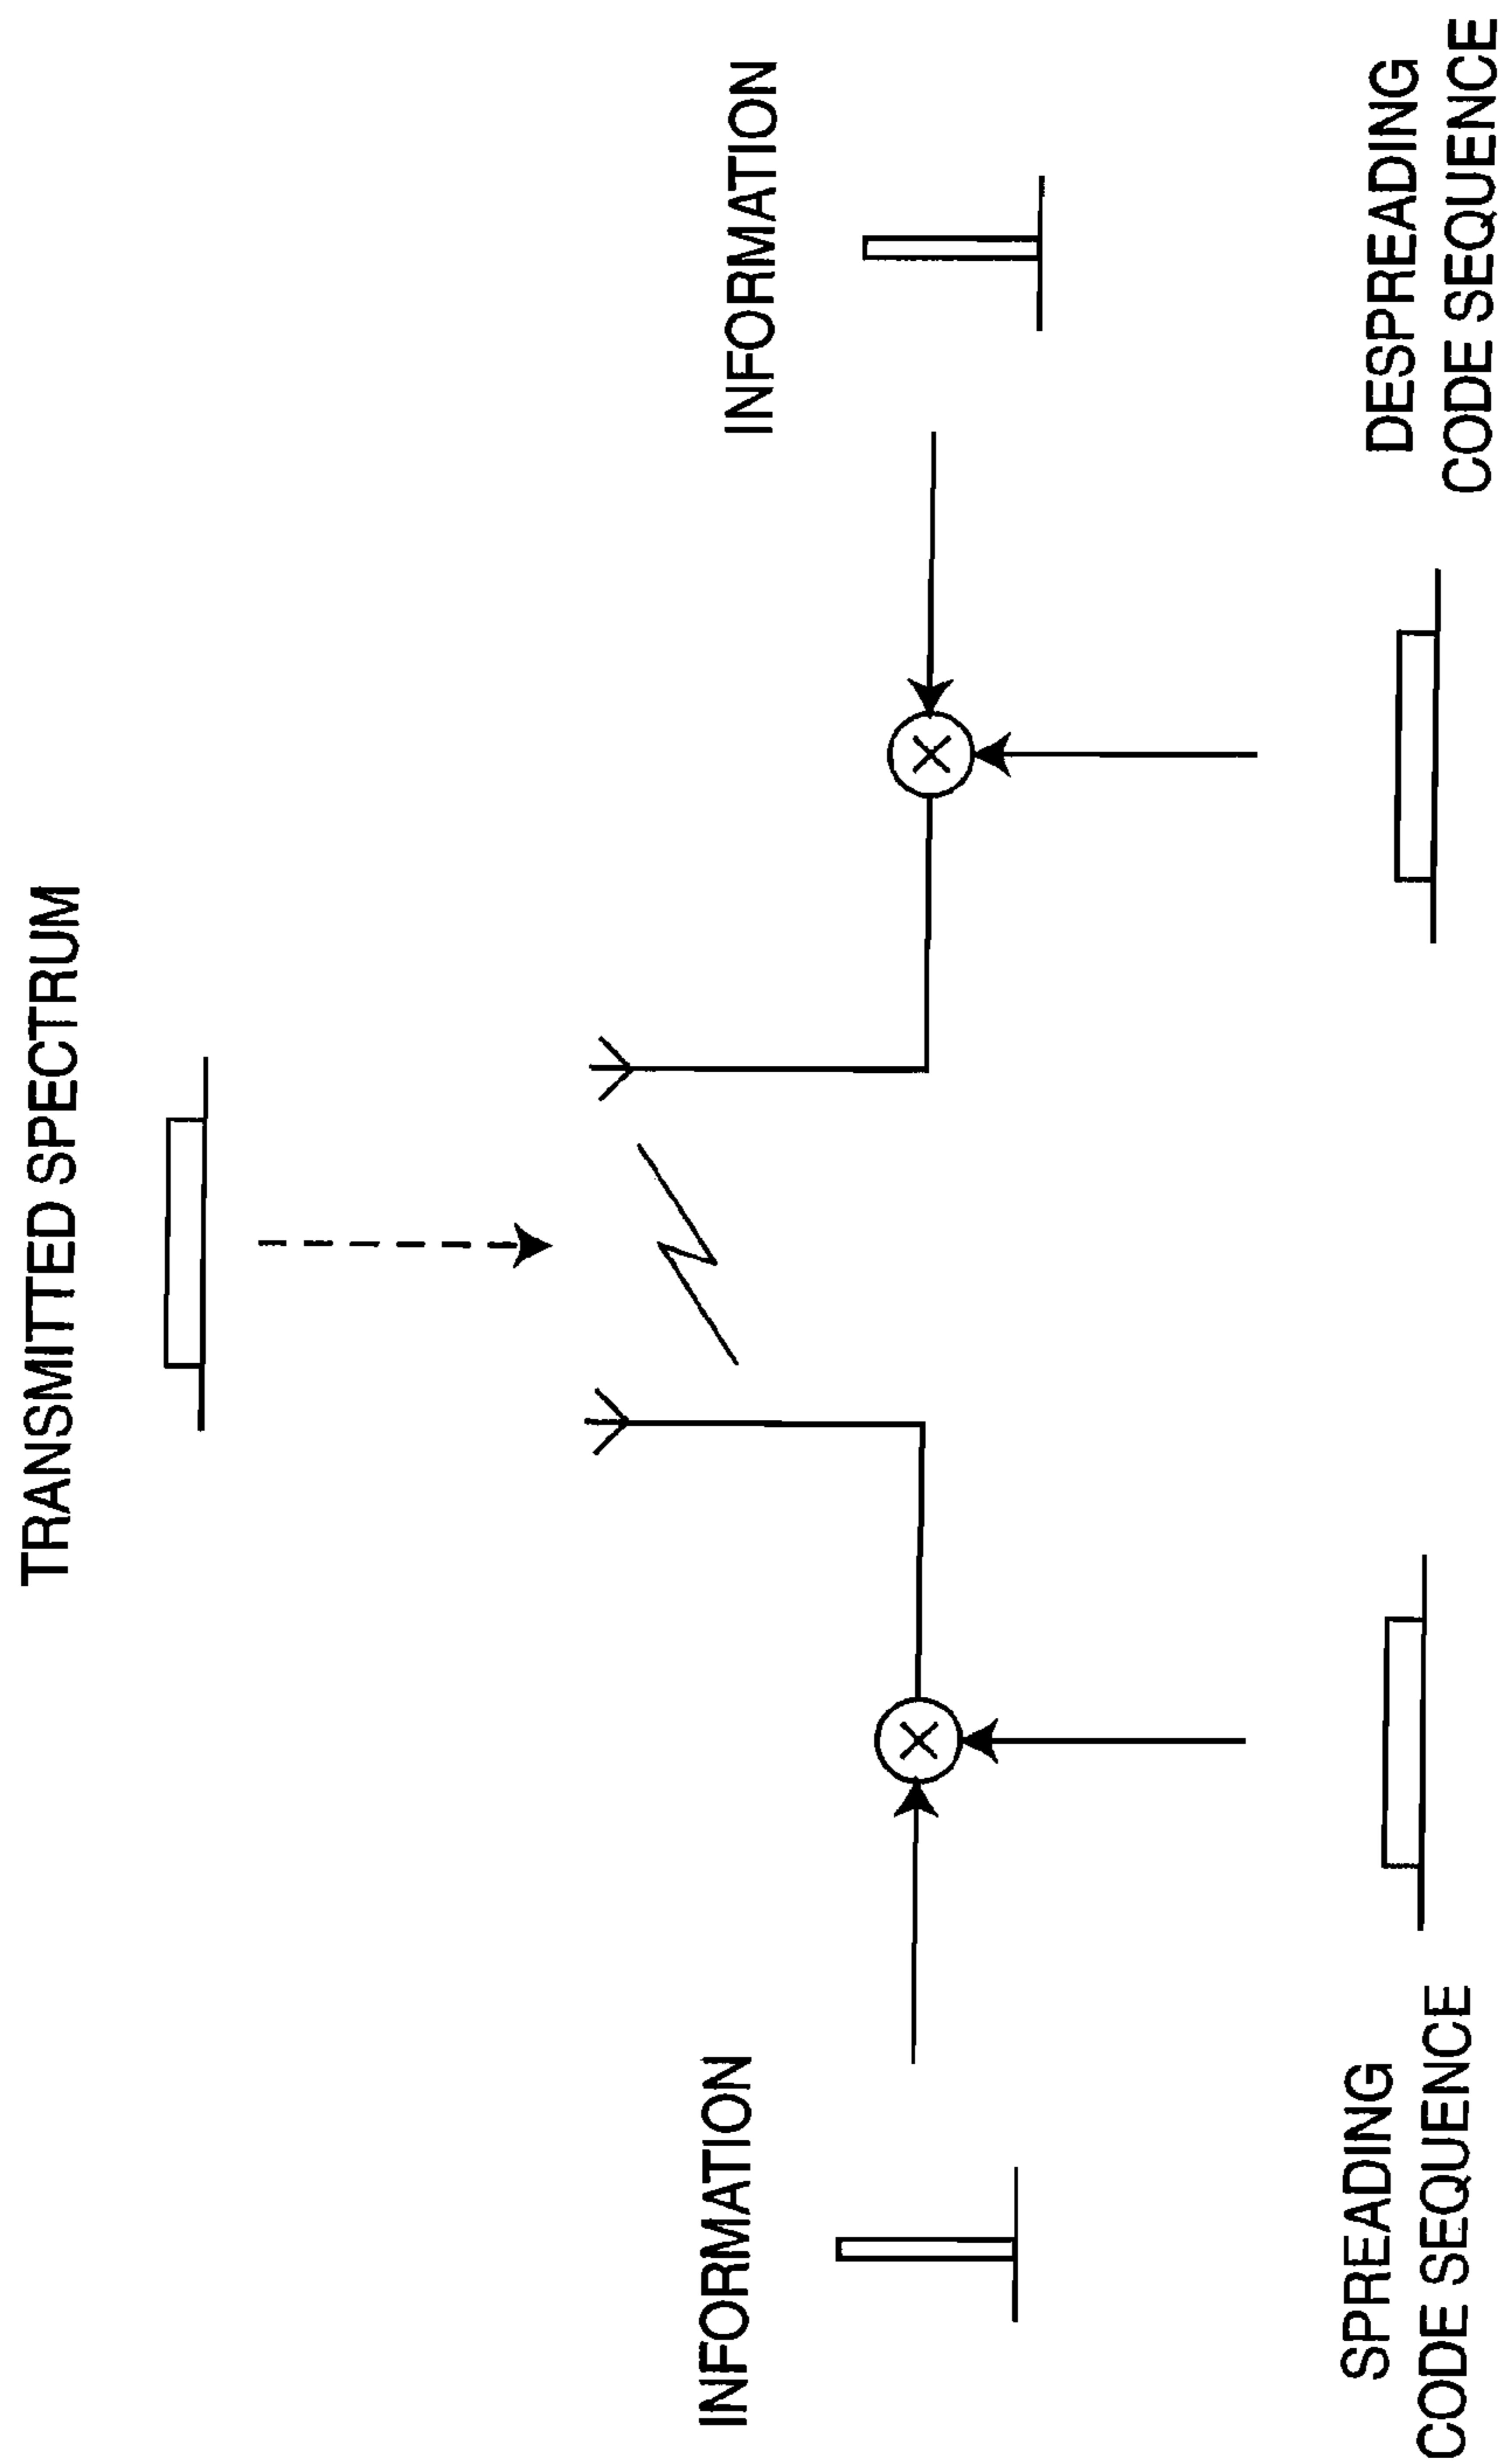 TRANSMITTED SPECTRUM
INFORMATION
INFORMATION
SPREADING
CODE SEQUENCE
DESPREADING
CODE SEQUENCE